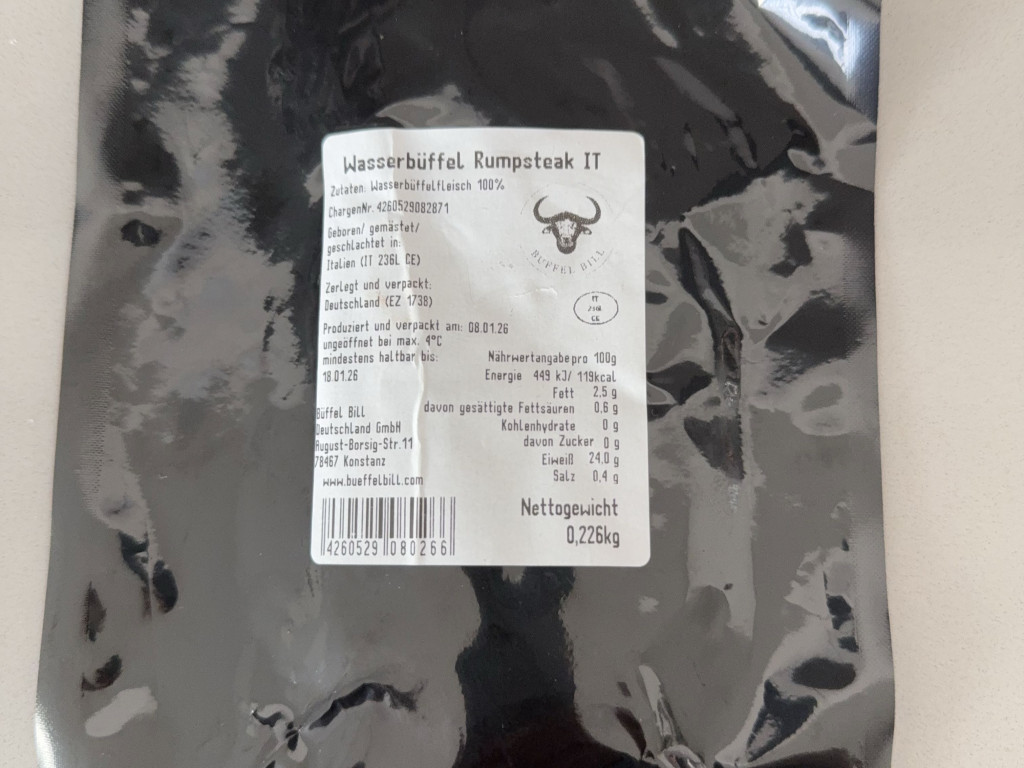 Wasserbüffel Rumpsteak IT
Zutaten: Wasserbüffelfleisch 100%
ChargenNr. 4260529082871
Geboren/ gemästet/
geschlachtet in:
Italien (IT 236L CE)
BÜFFEL BILL
Zerlegt und verpackt:
Deutschland (EZ 1738)
IT
236L
CE
Produziert und verpackt am: 08.01.26
ungeöffnet bei max. 4°C
mindestens haltbar bis:
18.01.26
Nährwertangabe pro 100g
Energie 449 kJ/ 119kcal
Fett 2,5 g
davon gesättigte Fettsäuren 0,6 g
Kohlenhydrate 0 g
davon Zucker 0 g
Eiweiß 24,0 g
Salz 0,4 g
Büffel Bill
Deutschland GmbH
August-Borsig-Str.11
78467 Konstanz
www.bueffelbill.com
4260529 080266
Nettogewicht
0,226kg